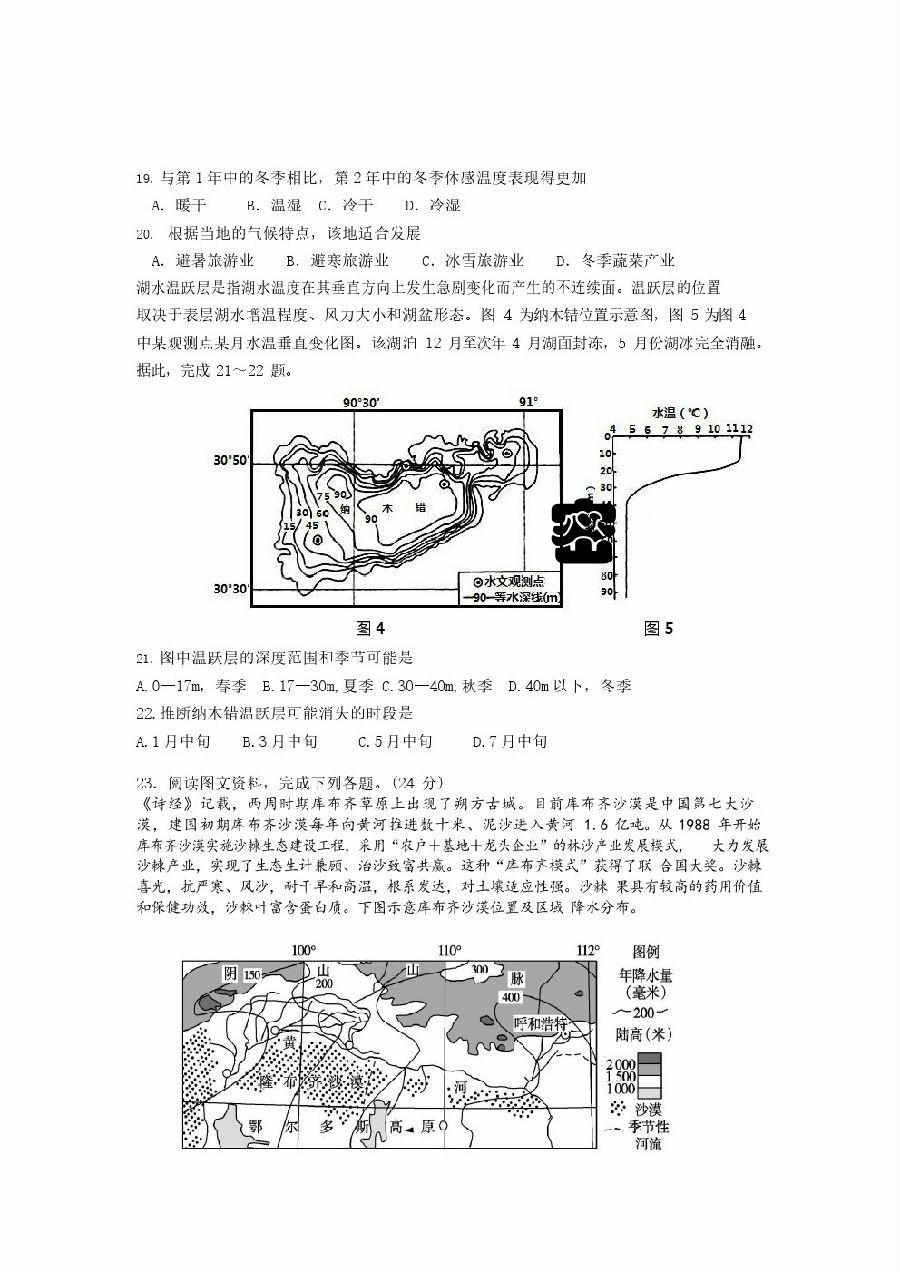 19. 与第 1 年中的冬季相比，第 2 年中的冬季体感温度表现得更加
A. 暖干 B. 温湿 C. 冷干 D. 冷湿
20. 根据当地的气候特点，该地适合发展
A. 避暑旅游业 B. 避寒旅游业 C. 冰雪旅游业 D. 冬季蔬菜产业
湖水温跃层是指湖水温度在其垂直方向上发生急剧变化而产生的不连续面。温跃层的位置
取决于表层湖水增温程度、风力大小和湖盆形态。图 4 为纳木错位置示意图，图 5 为图 4
中某观测点某月水温垂直变化图。该湖泊 12 月至次年 4 月湖面封冻，5 月份湖冰完全消融。
据此，完成 21～22 题。
90°30′ 91°
30°50′
30°30′
75 90
30 60
15 45
纳 木 错
90
⊙水文观测点
—90—等水深线(m)
图 4
水温（℃）
4 5 6 7 8 9 10 11 12
0
10
20
30
80
90
图 5
21. 图中温跃层的深度范围和季节可能是
A.0—17m，春季 B.17—30m,夏季 C.30—40m,秋季 D.40m 以下，冬季
22.推断纳木错温跃层可能消失的时段是
A.1 月中旬 B.3 月中旬 C.5 月中旬 D.7 月中旬
23. 阅读图文资料，完成下列各题。(24 分)
《诗经》记载，西周时期库布齐草原上出现了朔方古城。目前库布齐沙漠是中国第七大沙
漠，建国初期库布齐沙漠每年向黄河推进数十米、泥沙进入黄河 1.6 亿吨。从 1988 年开始
库布齐沙漠实施沙棘生态建设工程，采用“农户＋基地＋龙头企业”的林沙产业发展模式， 大力发展
沙棘产业，实现了生态生计兼顾、治沙致富共赢。这种“库布齐模式”获得了联 合国大奖。沙棘
喜光，抗严寒、风沙，耐干旱和高温，根系发达，对土壤适应性强。沙棘 果具有较高的药用价值
和保健功效，沙棘叶富含蛋白质。下图示意库布齐沙漠位置及区域 降水分布。
100° 110° 112°
阴 150 山 200 山 300 脉
400
呼和浩特
黄
隆 布 齐 沙 漠 河
鄂 尔 多 斯 高 原
图例
年降水量
（毫米）
～200～
陆高(米)
2 000
1 500
1 000
沙漠
季节性
河流